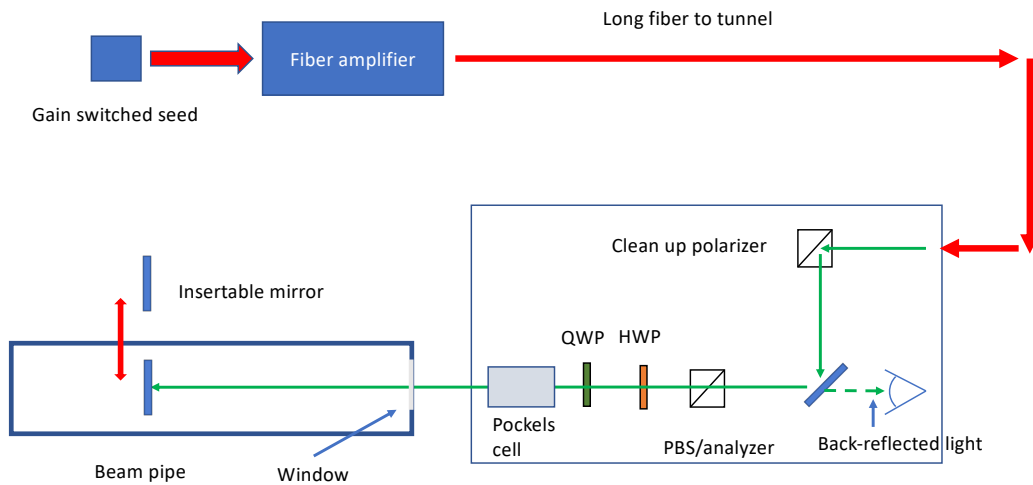 Long fiber to tunnel
Fiber amplifier
Gain switched seed
Clean up polarizer
Insertable mirror
QWP
HWP
Pockels
cell
PBS/analyzer
Back-reflected light
Beam pipe
Window